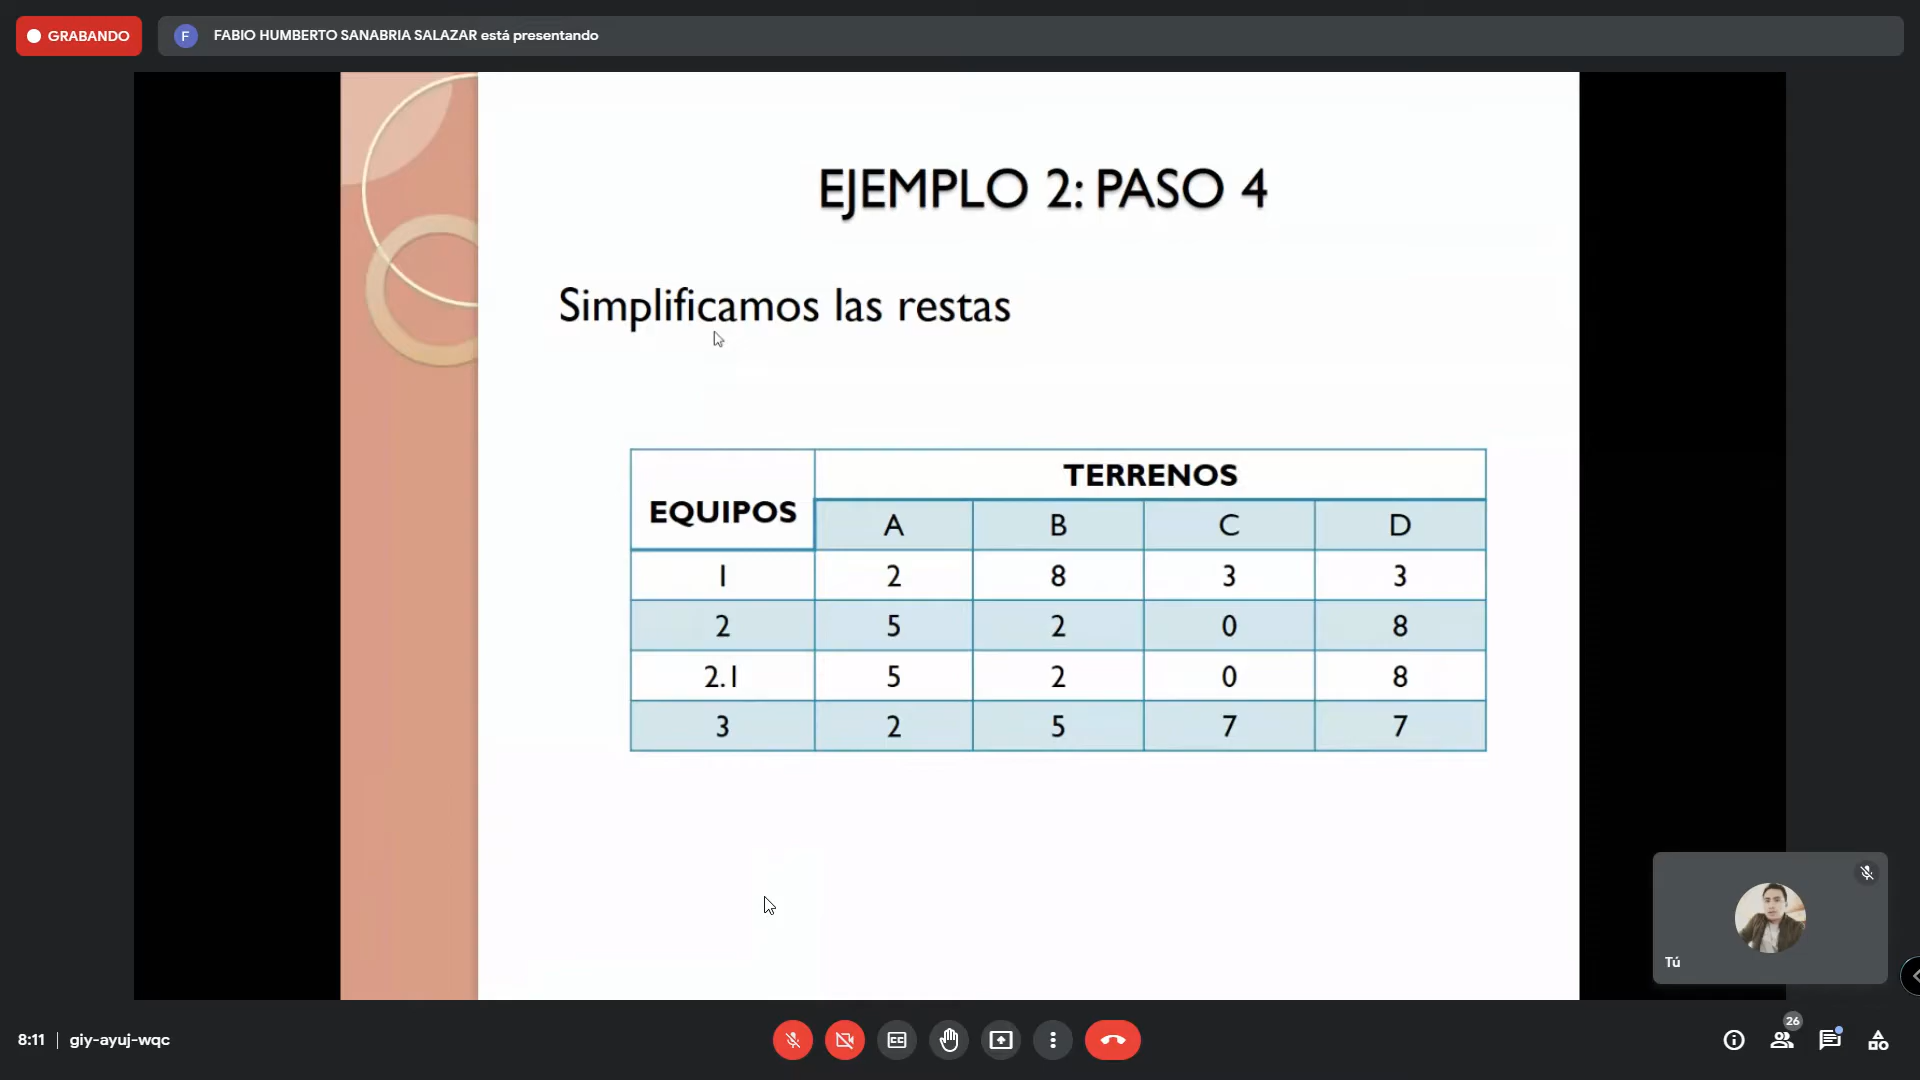 GRABANDO
F
FABIO HUMBERTO SANABRIA SALAZAR está presentando
EJEMPLO 2: PASO 4
Simplificamos las restas
EQUIPOS TERRENOS
A B C D
1 2 8 3 3
2 5 2 0 8
2.1 5 2 0 8
3 2 5 7 7
Tú
8:11 giy-ayuj-wqc
CC
26